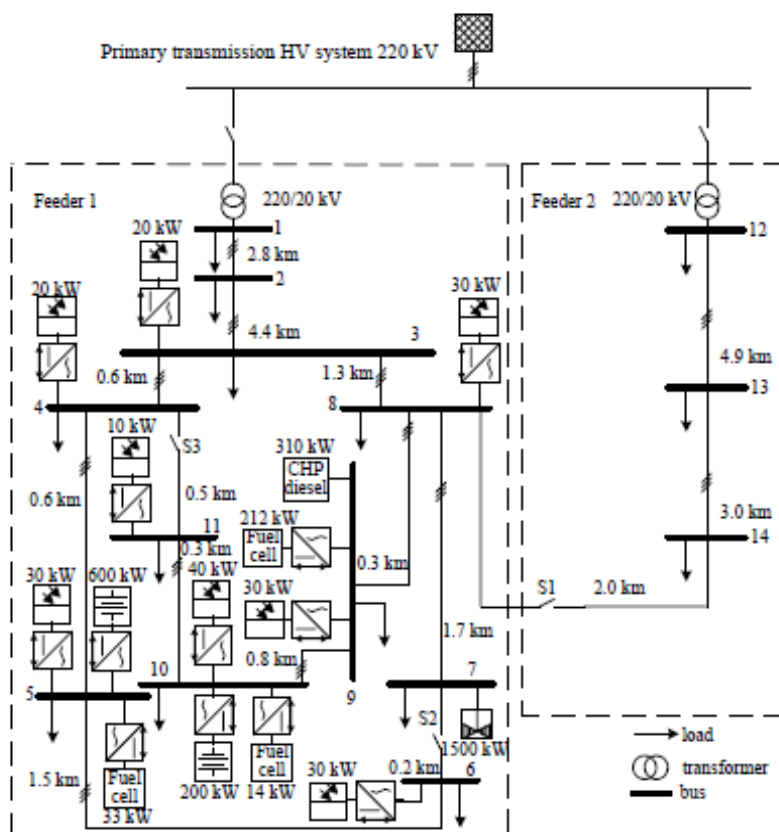 Primary transmission HV system 220 kV
Feeder 1
220/20 kV
Feeder 2
220/20 kV
1
12
20 kW
2.8 km
2
20 kW
30 kW
4.4 km
3
4.9 km
0.6 km
1.3 km
13
4
8
10 kW
S3
310 kW
CHP
diesel
0.6 km
0.5 km
212 kW
3.0 km
11
Fuel
cell
14
0.3 km
0.3 km
30 kW
600 kW
40 kW
30 kW
S1
2.0 km
1.7 km
10
0.8 km
7
5
9
S2
1500 kW
load
Fuel
cell
Fuel
cell
30 kW
0.2 km
6
transformer
1.5 km
33 kW
200 kW
14 kW
bus